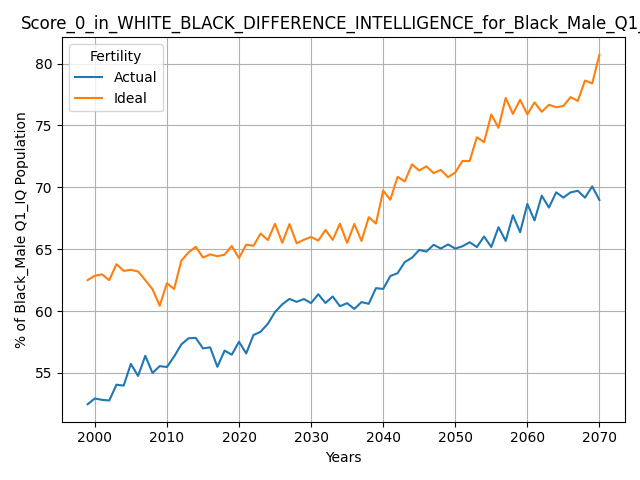 Score_0_in_WHITE_BLACK_DIFFERENCE_INTELLIGENCE_for_Black_Male_Q1_
Fertility
Actual
Ideal
% of Black_Male Q1_IQ Population
80
75
70
65
60
55
2000 2010 2020 2030 2040 2050 2060 2070
Years